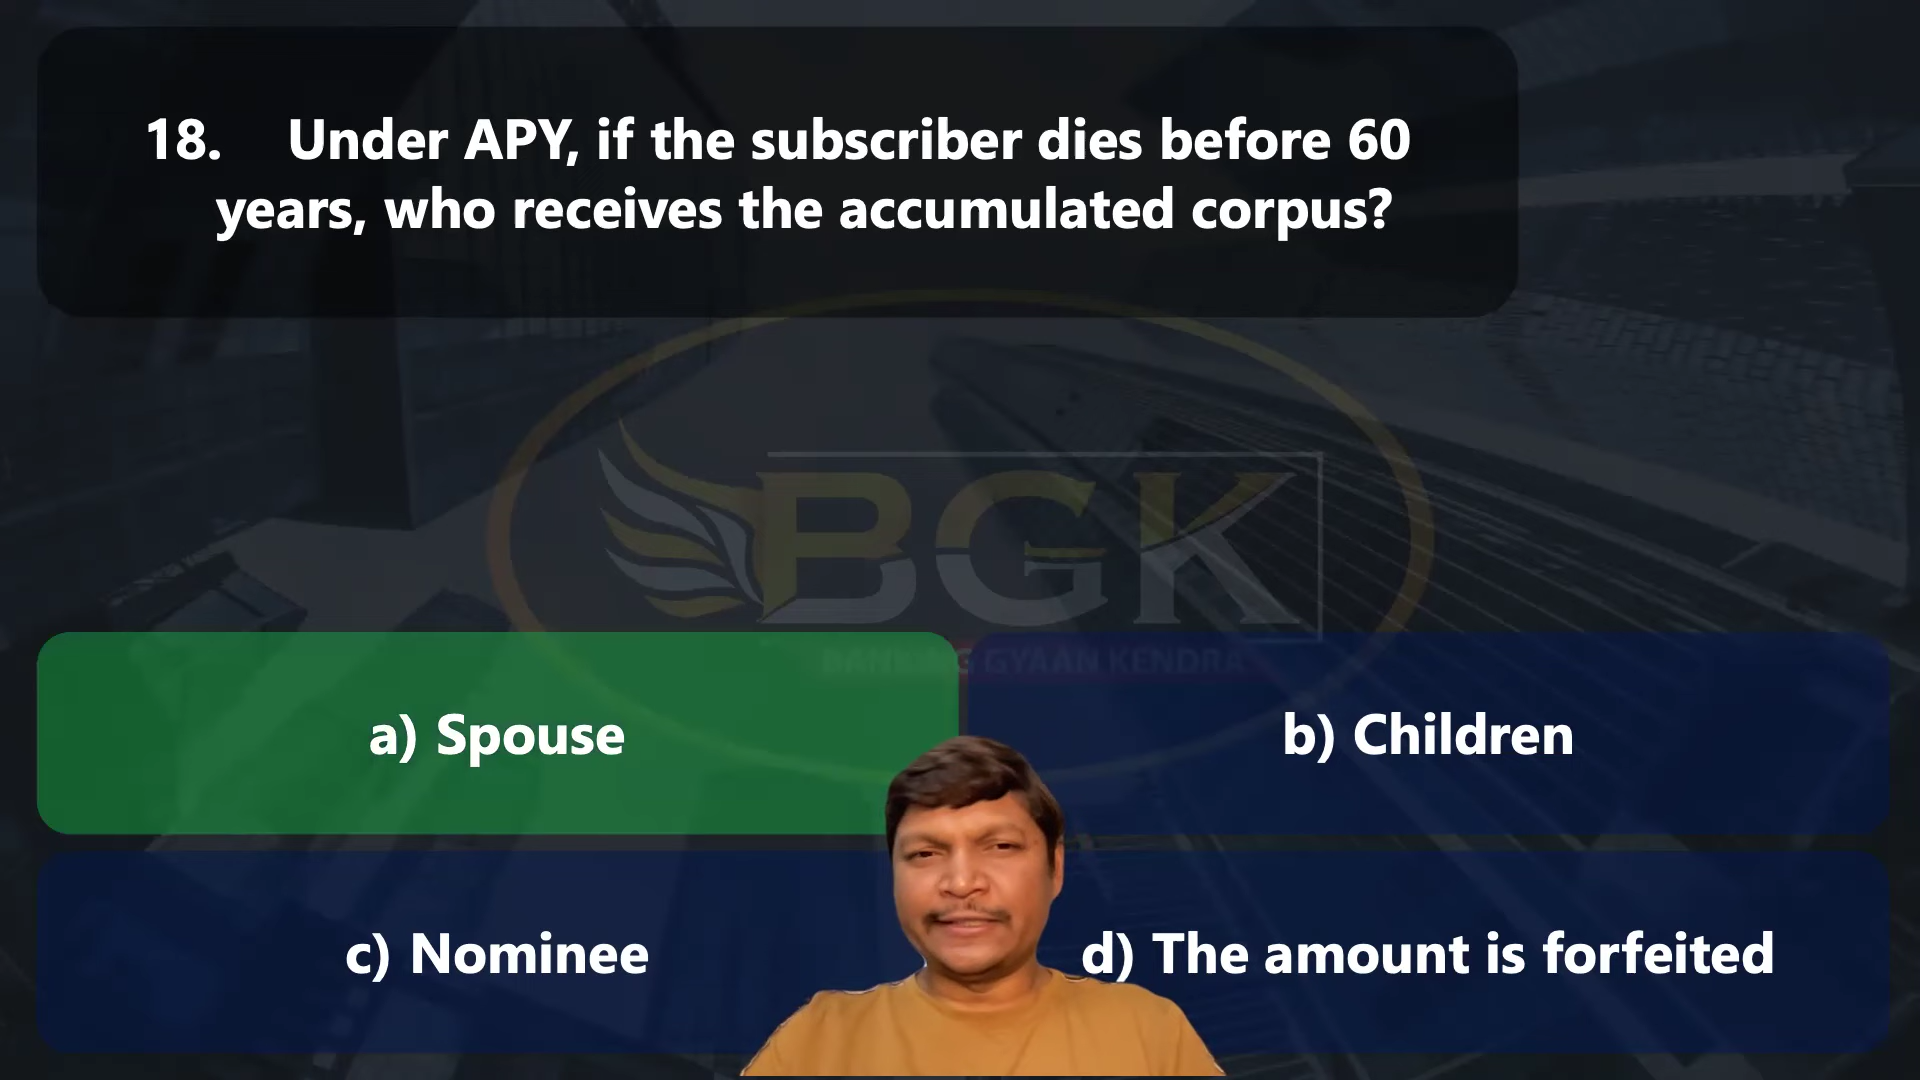 18. Under APY, if the subscriber dies before 60
years, who receives the accumulated corpus?
BGK
BANKING GYAAN KENDRA
a) Spouse
b) Children
c) Nominee
d) The amount is forfeited